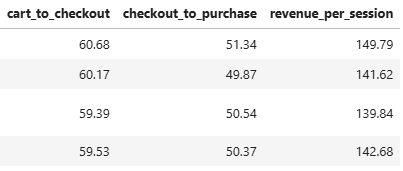 cart_to_checkout checkout_to_purchase revenue_per_session
60.68 51.34 149.79
60.17 49.87 141.62
59.39 50.54 139.84
59.53 50.37 142.68